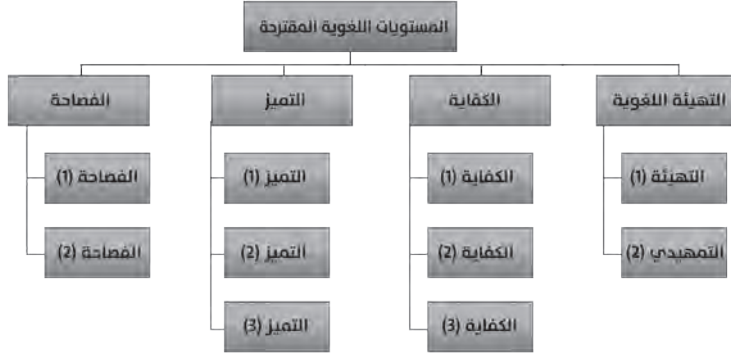 المستويات اللغوية المقترحة
التهيئة اللغوية
الكفاية
التميز
الفصاحة
التهيئة (1)
الكفاية (1)
التميز (1)
الفصاحة (1)
التمهيدي (2)
الكفاية (2)
التميز (2)
الفصاحة (2)
الكفاية (3)
التميز (3)